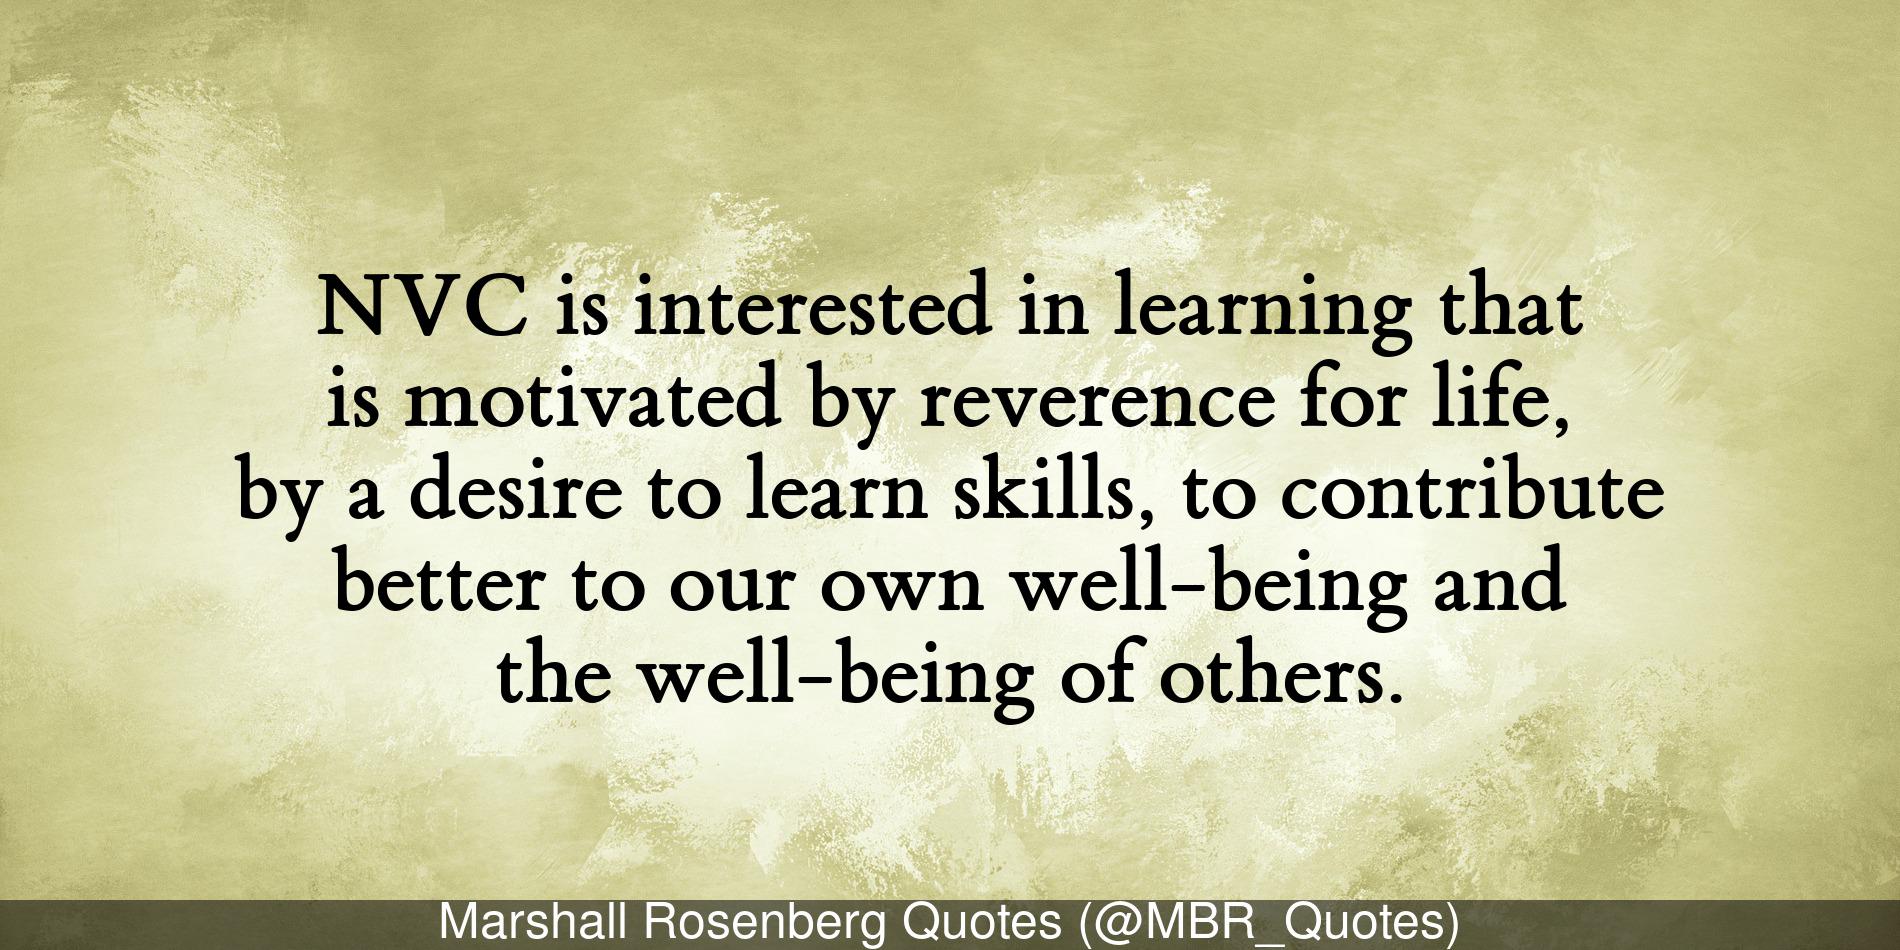 NVC is interested in learning that
is motivated by reverence for life,
by a desire to learn skills, to contribute
better to our own well-being and
the well-being of others.
Marshall Rosenberg Quotes (@MBR_Quotes)